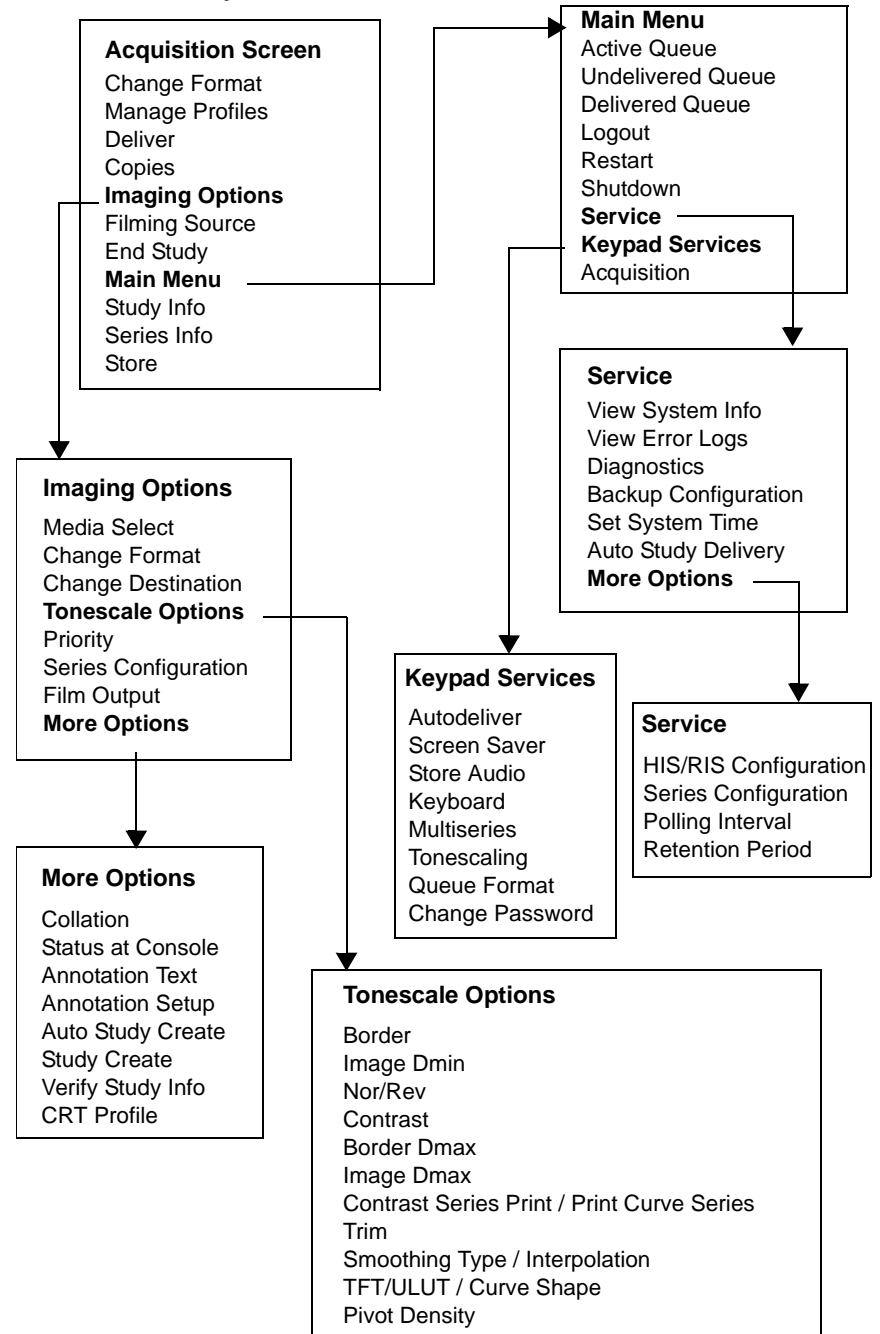 Acquisition Screen
Change Format
Manage Profiles
Deliver
Copies
Imaging Options
Filming Source
End Study
Main Menu
Study Info
Series Info
Store
Main Menu
Active Queue
Undelivered Queue
Delivered Queue
Logout
Restart
Shutdown
Service
Keypad Services
Acquisition
Service
View System Info
View Error Logs
Diagnostics
Backup Configuration
Set System Time
Auto Study Delivery
More Options
Imaging Options
Media Select
Change Format
Change Destination
Tonescale Options
Priority
Series Configuration
Film Output
More Options
Keypad Services
Autodeliver
Screen Saver
Store Audio
Keyboard
Multiseries
Tonescaling
Queue Format
Change Password
Service
HIS/RIS Configuration
Series Configuration
Polling Interval
Retention Period
More Options
Collation
Status at Console
Annotation Text
Annotation Setup
Auto Study Create
Study Create
Verify Study Info
CRT Profile
Tonescale Options
Border
Image Dmin
Nor/Rev
Contrast
Border Dmax
Image Dmax
Contrast Series Print / Print Curve Series
Trim
Smoothing Type / Interpolation
TFT/ULUT / Curve Shape
Pivot Density